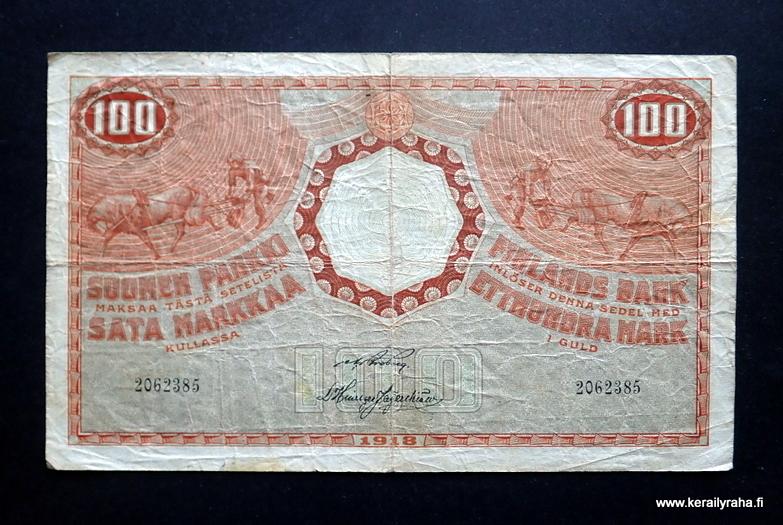 100 100
SUOMEN PANKKI
MAKSAA TÄSTÄ SETELISTÄ
SATA MARKKAA
KULLASSA
FINLANDS BANK
INLÖSER DENNA SEDEL MED
ETTHUNDRA MARK
I GULD
100
2062385 2062385
1918
www.kerailyraha.fi